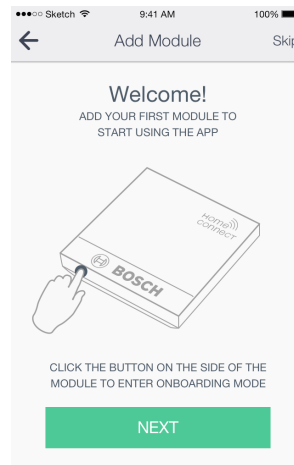 Sketch 9:41 AM 100%
Add Module Skip
Welcome!
ADD YOUR FIRST MODULE TO
START USING THE APP
Home
connect
BOSCH
CLICK THE BUTTON ON THE SIDE OF THE
MODULE TO ENTER ONBOARDING MODE
NEXT